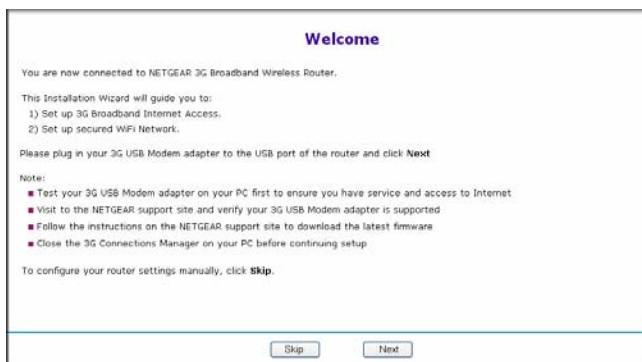 Welcome
You are now connected to NETGEAR 3G Broadband Wireless Router.
This Installation Wizard will guide you to:
1) Set up 3G Broadband Internet Access.
2) Set up secured WiFi Network.
Please plug in your 3G USB Modem adapter to the USB port of the router and click Next
Note:
Test your 3G USB Modem adapter on your PC first to ensure you have service and access to Internet
Visit to the NETGEAR support site and verify your 3G USB Modem adapter is supported
Follow the instructions on the NETGEAR support site to download the latest firmware
Close the 3G Connections Manager on your PC before continuing setup
To configure your router settings manually, click Skip.
Skip Next